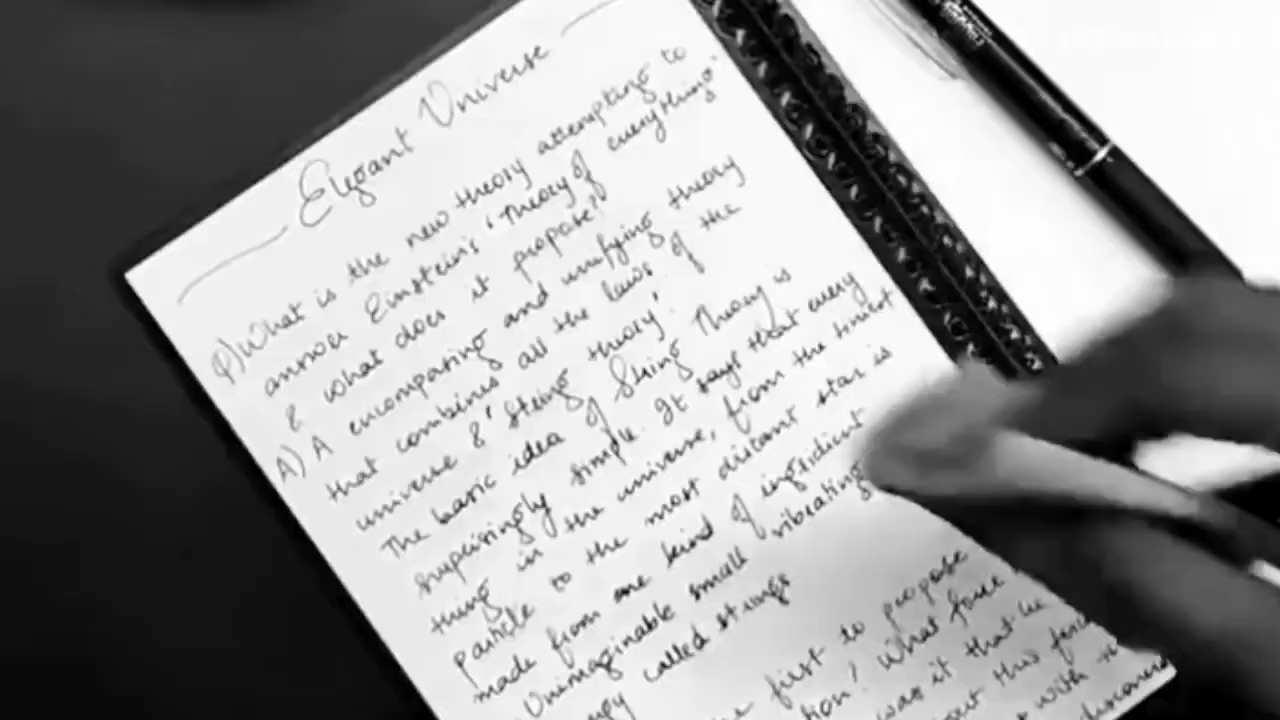 Elegant Universe
Q) What is the new theory attempting to
answer Einstein's 'Theory of everything'
& what does it propose?
A) A encompating and unifying theory
that combines all the laws of the
universe & 'string theory'.
The basic idea of String Theory is
surprisingly simple. It says that every
thing in the universe, from the tiniest
particle to the most distant star is
made from one kind of ingredient
Unimaginable small vibrating
called strings
first to propose
what force
was it that he
this
with